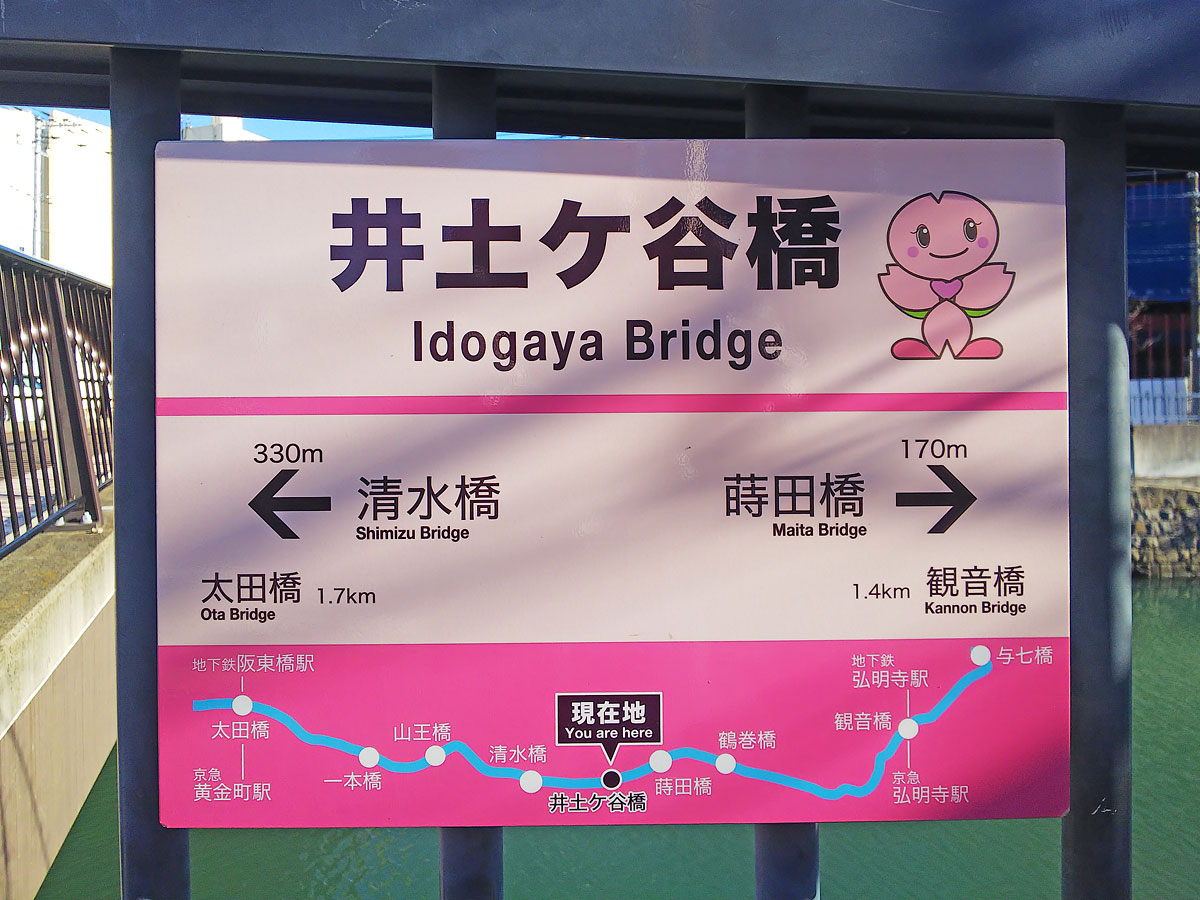 井土ケ谷橋
Idogaya Bridge
330m
清水橋
Shimizu Bridge
170m
蒔田橋
Maita Bridge
太田橋 1.7km
Ota Bridge
1.4km 観音橋
Kannon Bridge
地下鉄阪東橋駅
太田橋
京急
黄金町駅
一本橋
山王橋
清水橋
現在地
You are here
井土ケ谷橋
蒔田橋
鶴巻橋
地下鉄
弘明寺駅
観音橋
京急
弘明寺駅
与七橋